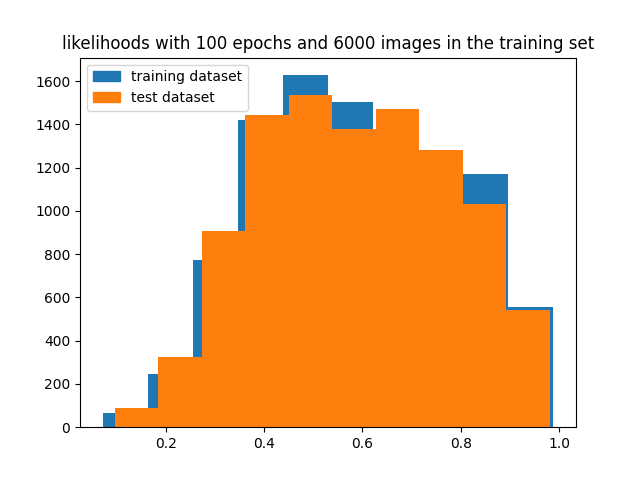 likelihoods with 100 epochs and 6000 images in the training set
training dataset
test dataset
1600
1400
1200
1000
800
600
400
200
0
0.2 0.4 0.6 0.8 1.0